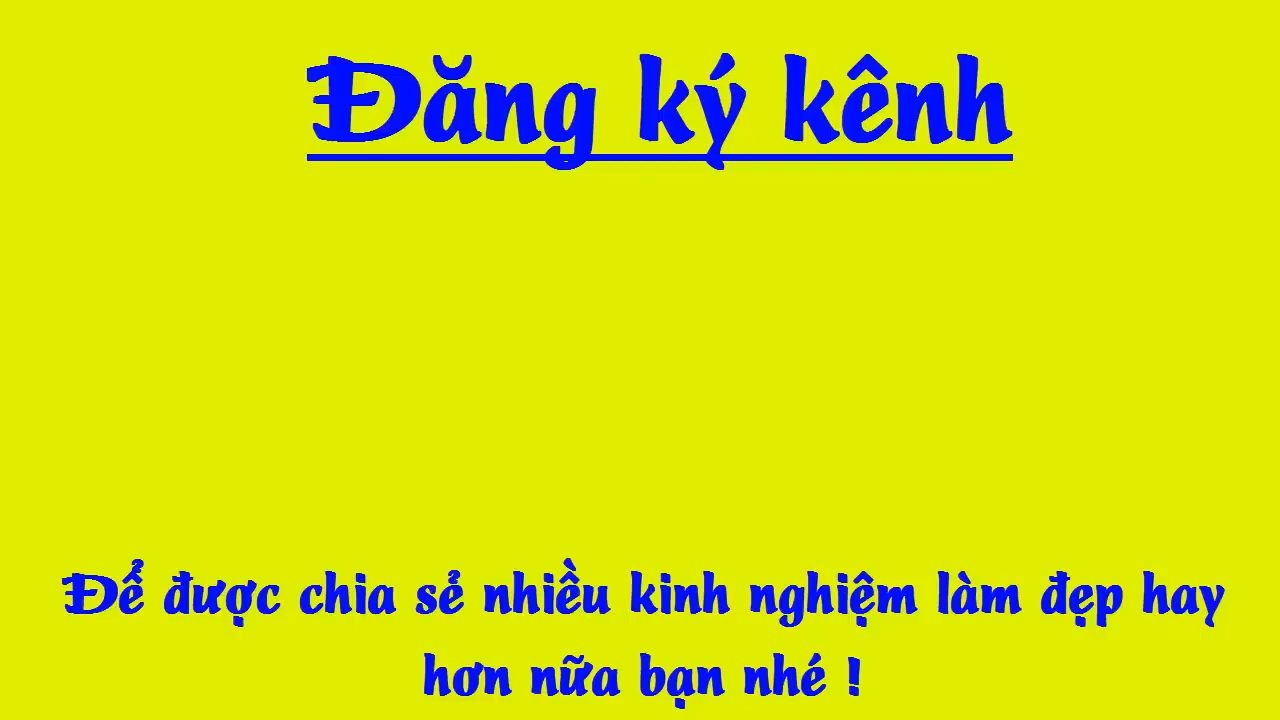 Đăng ký kênh
Để được chia sẻ nhiều kinh nghiệm làm đẹp hay
hơn nữa bạn nhé !